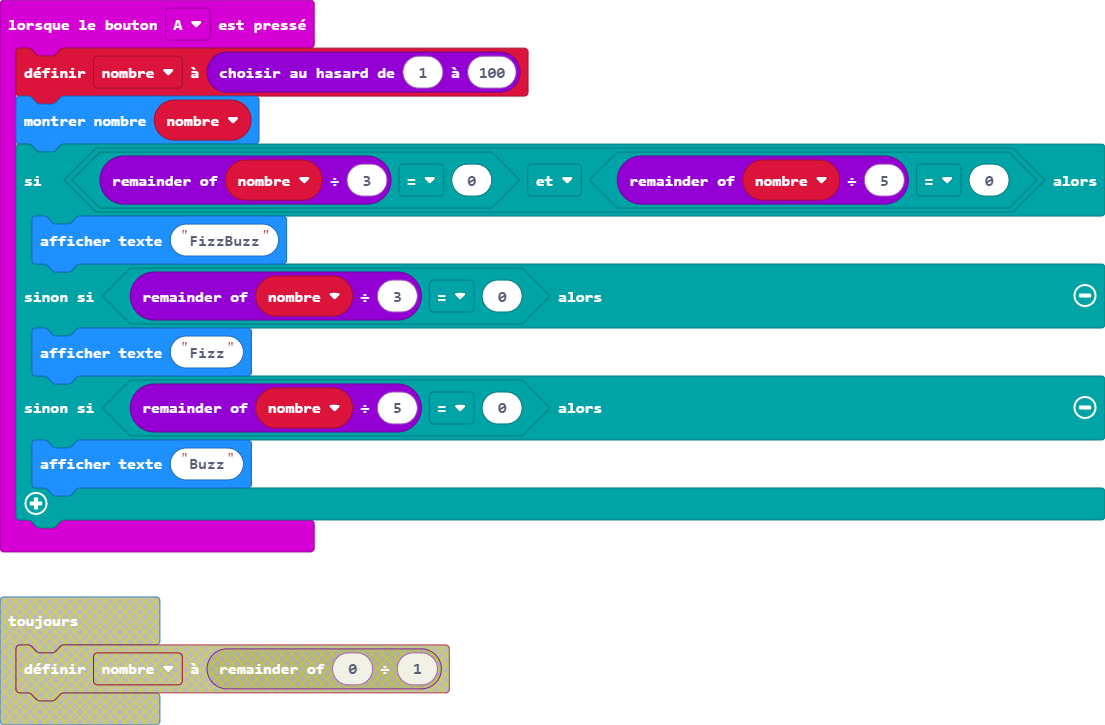 lorsque le bouton A est pressé
définir nombre à choisir au hasard de 1 à 100
montrer nombre nombre
si remainder of nombre ÷ 3 = 0 et remainder of nombre ÷ 5 = 0 alors
afficher texte "FizzBuzz"
sinon si remainder of nombre ÷ 3 = 0 alors
afficher texte "Fizz"
sinon si remainder of nombre ÷ 5 = 0 alors
afficher texte "Buzz"
toujours
définir nombre à remainder of 0 ÷ 1